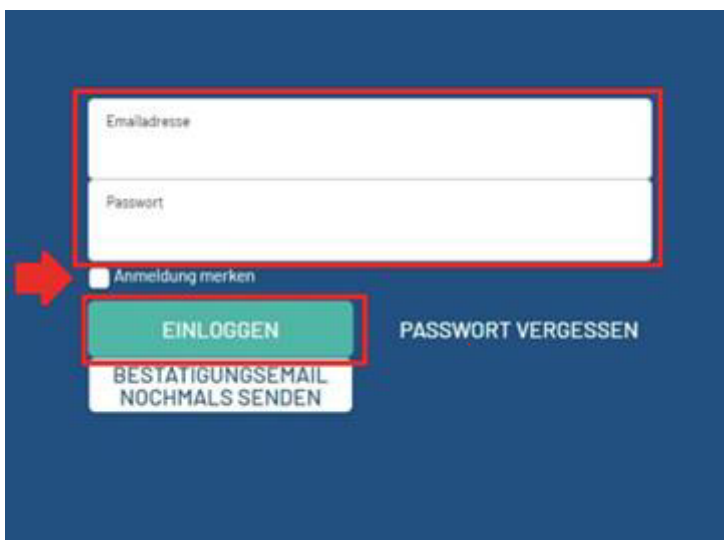 Emailadresse
Passwort
Anmeldung merken
EINLOGGEN
PASSWORT VERGESSEN
BESTÄTIGUNGSEMAIL
NOCHMALS SENDEN